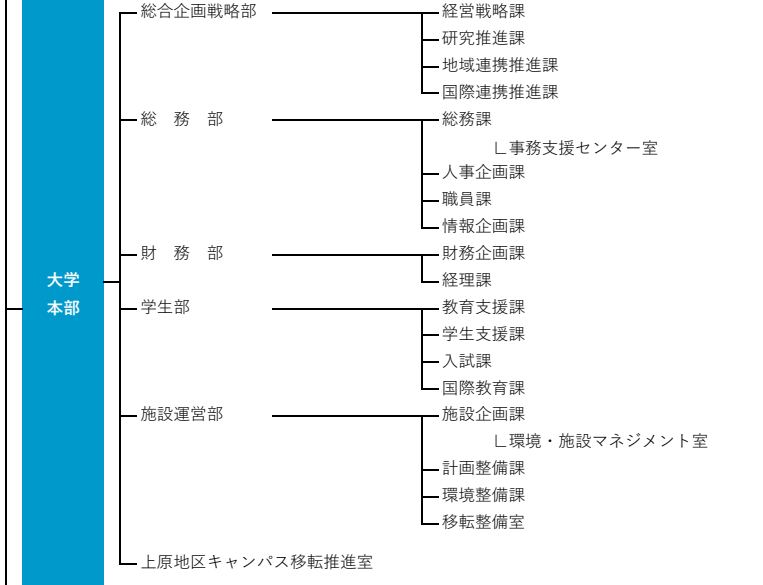 大学
本部
総合企画戦略部
経営戦略課
研究推進課
地域連携推進課
国際連携推進課
総　務　部
総務課
∟事務支援センター室
人事企画課
職員課
情報企画課
財　務　部
財務企画課
経理課
学生部
教育支援課
学生支援課
入試課
国際教育課
施設運営部
施設企画課
∟環境・施設マネジメント室
計画整備課
環境整備課
移転整備室
上原地区キャンパス移転推進室